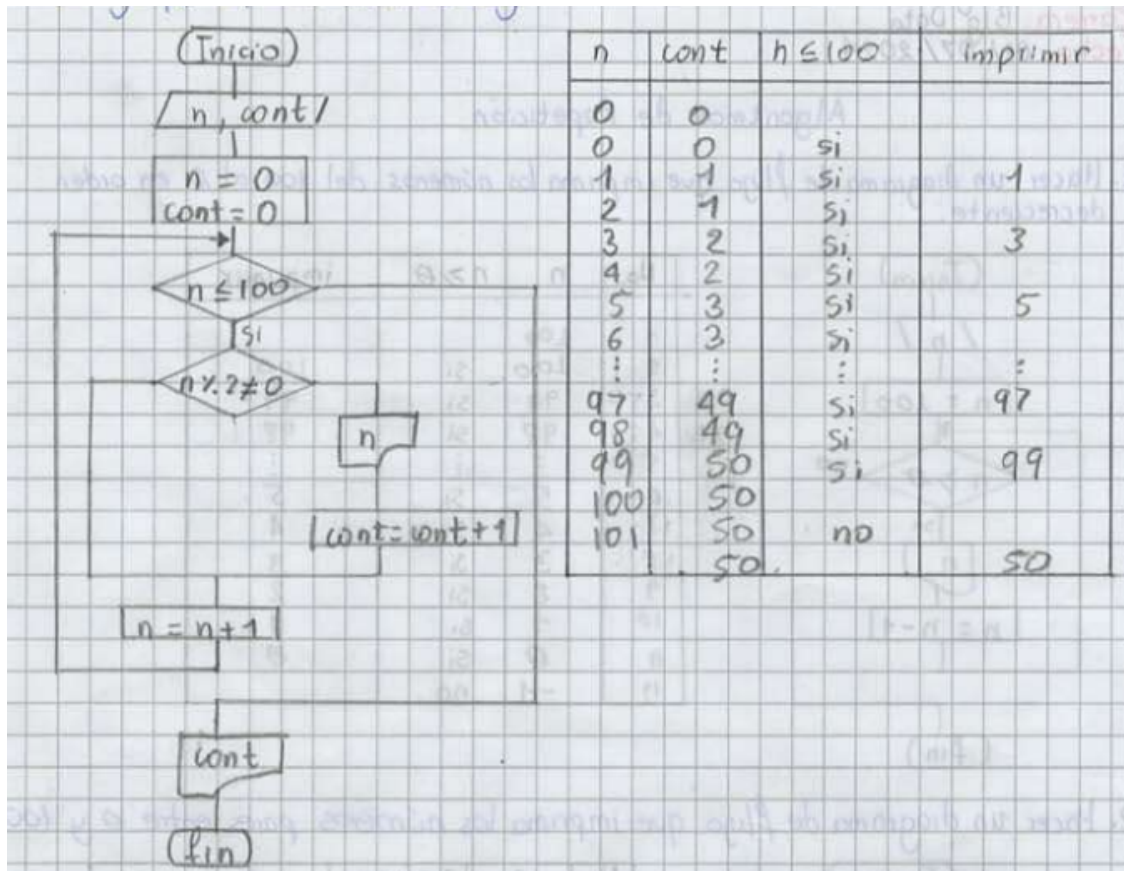 Inicio
n, cont
n = 0
cont = 0
n ≤ 100
si
n % 2 ≠ 0
n
cont = cont + 1
n = n + 1
cont
fin
n cont n ≤ 100 imprimir
0 0
0 0 si
1 1 si 1
2 1 si
3 2 si 3
4 2 si
5 3 si 5
6 3 si
⋮ ⋮ ⋮ ⋮
97 49 si 97
98 49 si
99 50 si 99
100 50
101 50 no
50 50